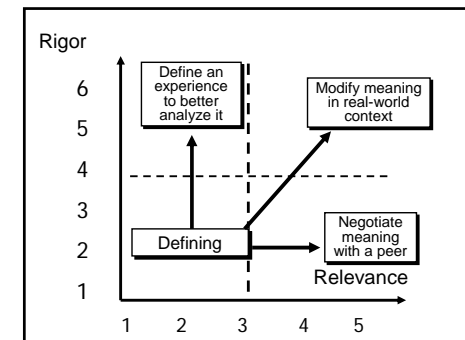 Rigor
Define an
experience
to better
analyze it
Modify meaning
in real-world
context
6
5
4
3
2
1
Defining
Negotiate
meaning
with a peer
Relevance
1 2 3 4 5